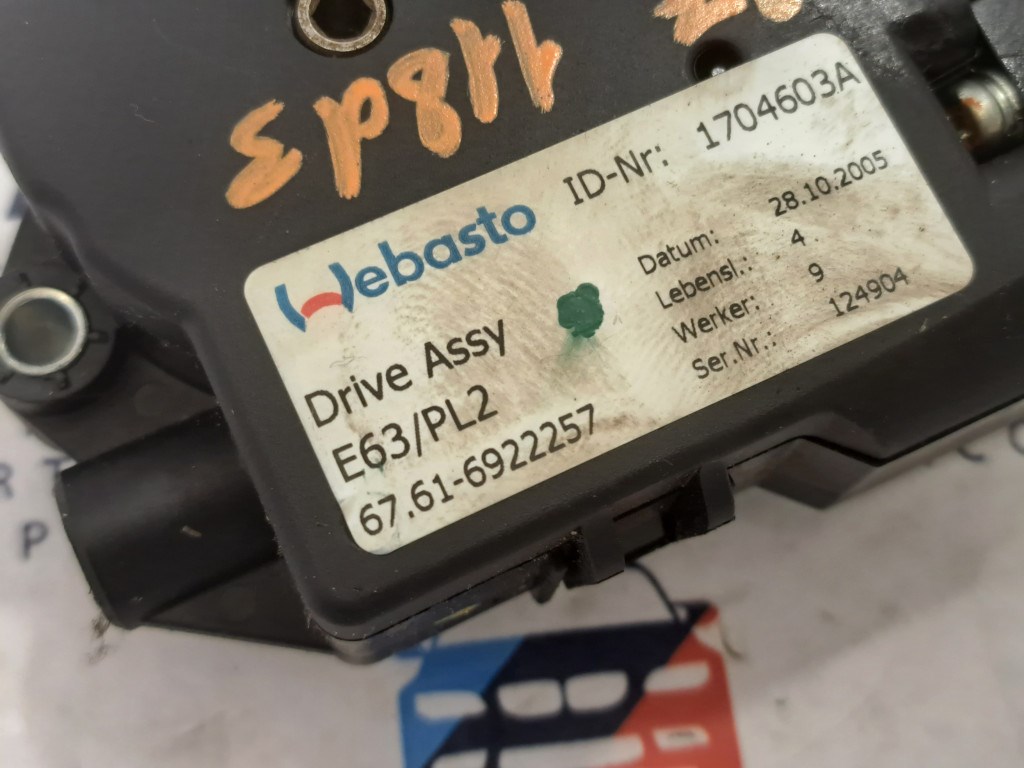 Webasto
ID-Nr: 1704603A
Drive Assy
E63/PL2
67.61-6922257
Datum: 28.10.2005
Lebensl.: 4
Werker: 9
Ser.Nr.: 124904